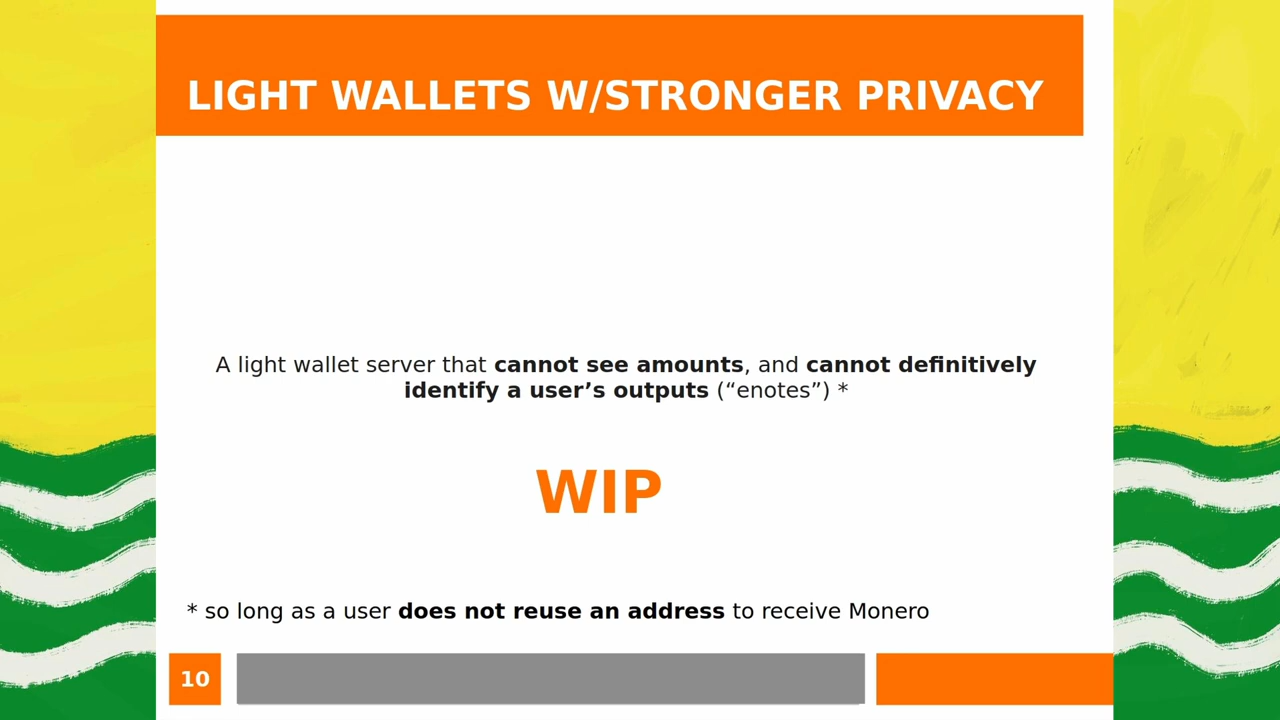 LIGHT WALLETS W/STRONGER PRIVACY
A light wallet server that cannot see amounts, and cannot definitively
identify a user’s outputs (“enotes”) *
WIP
* so long as a user does not reuse an address to receive Monero
10